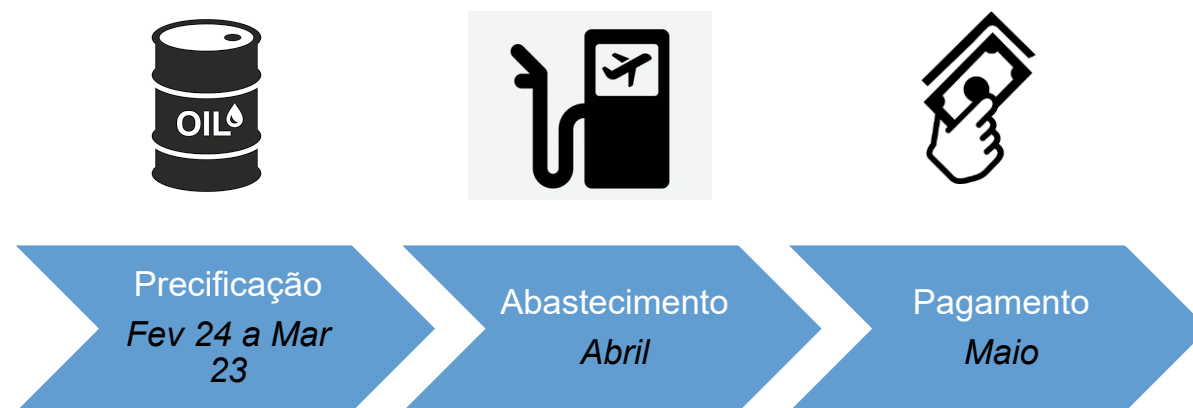 OIL
Precificação
Fev 24 a Mar
23
Abastecimento
Abril
Pagamento
Maio